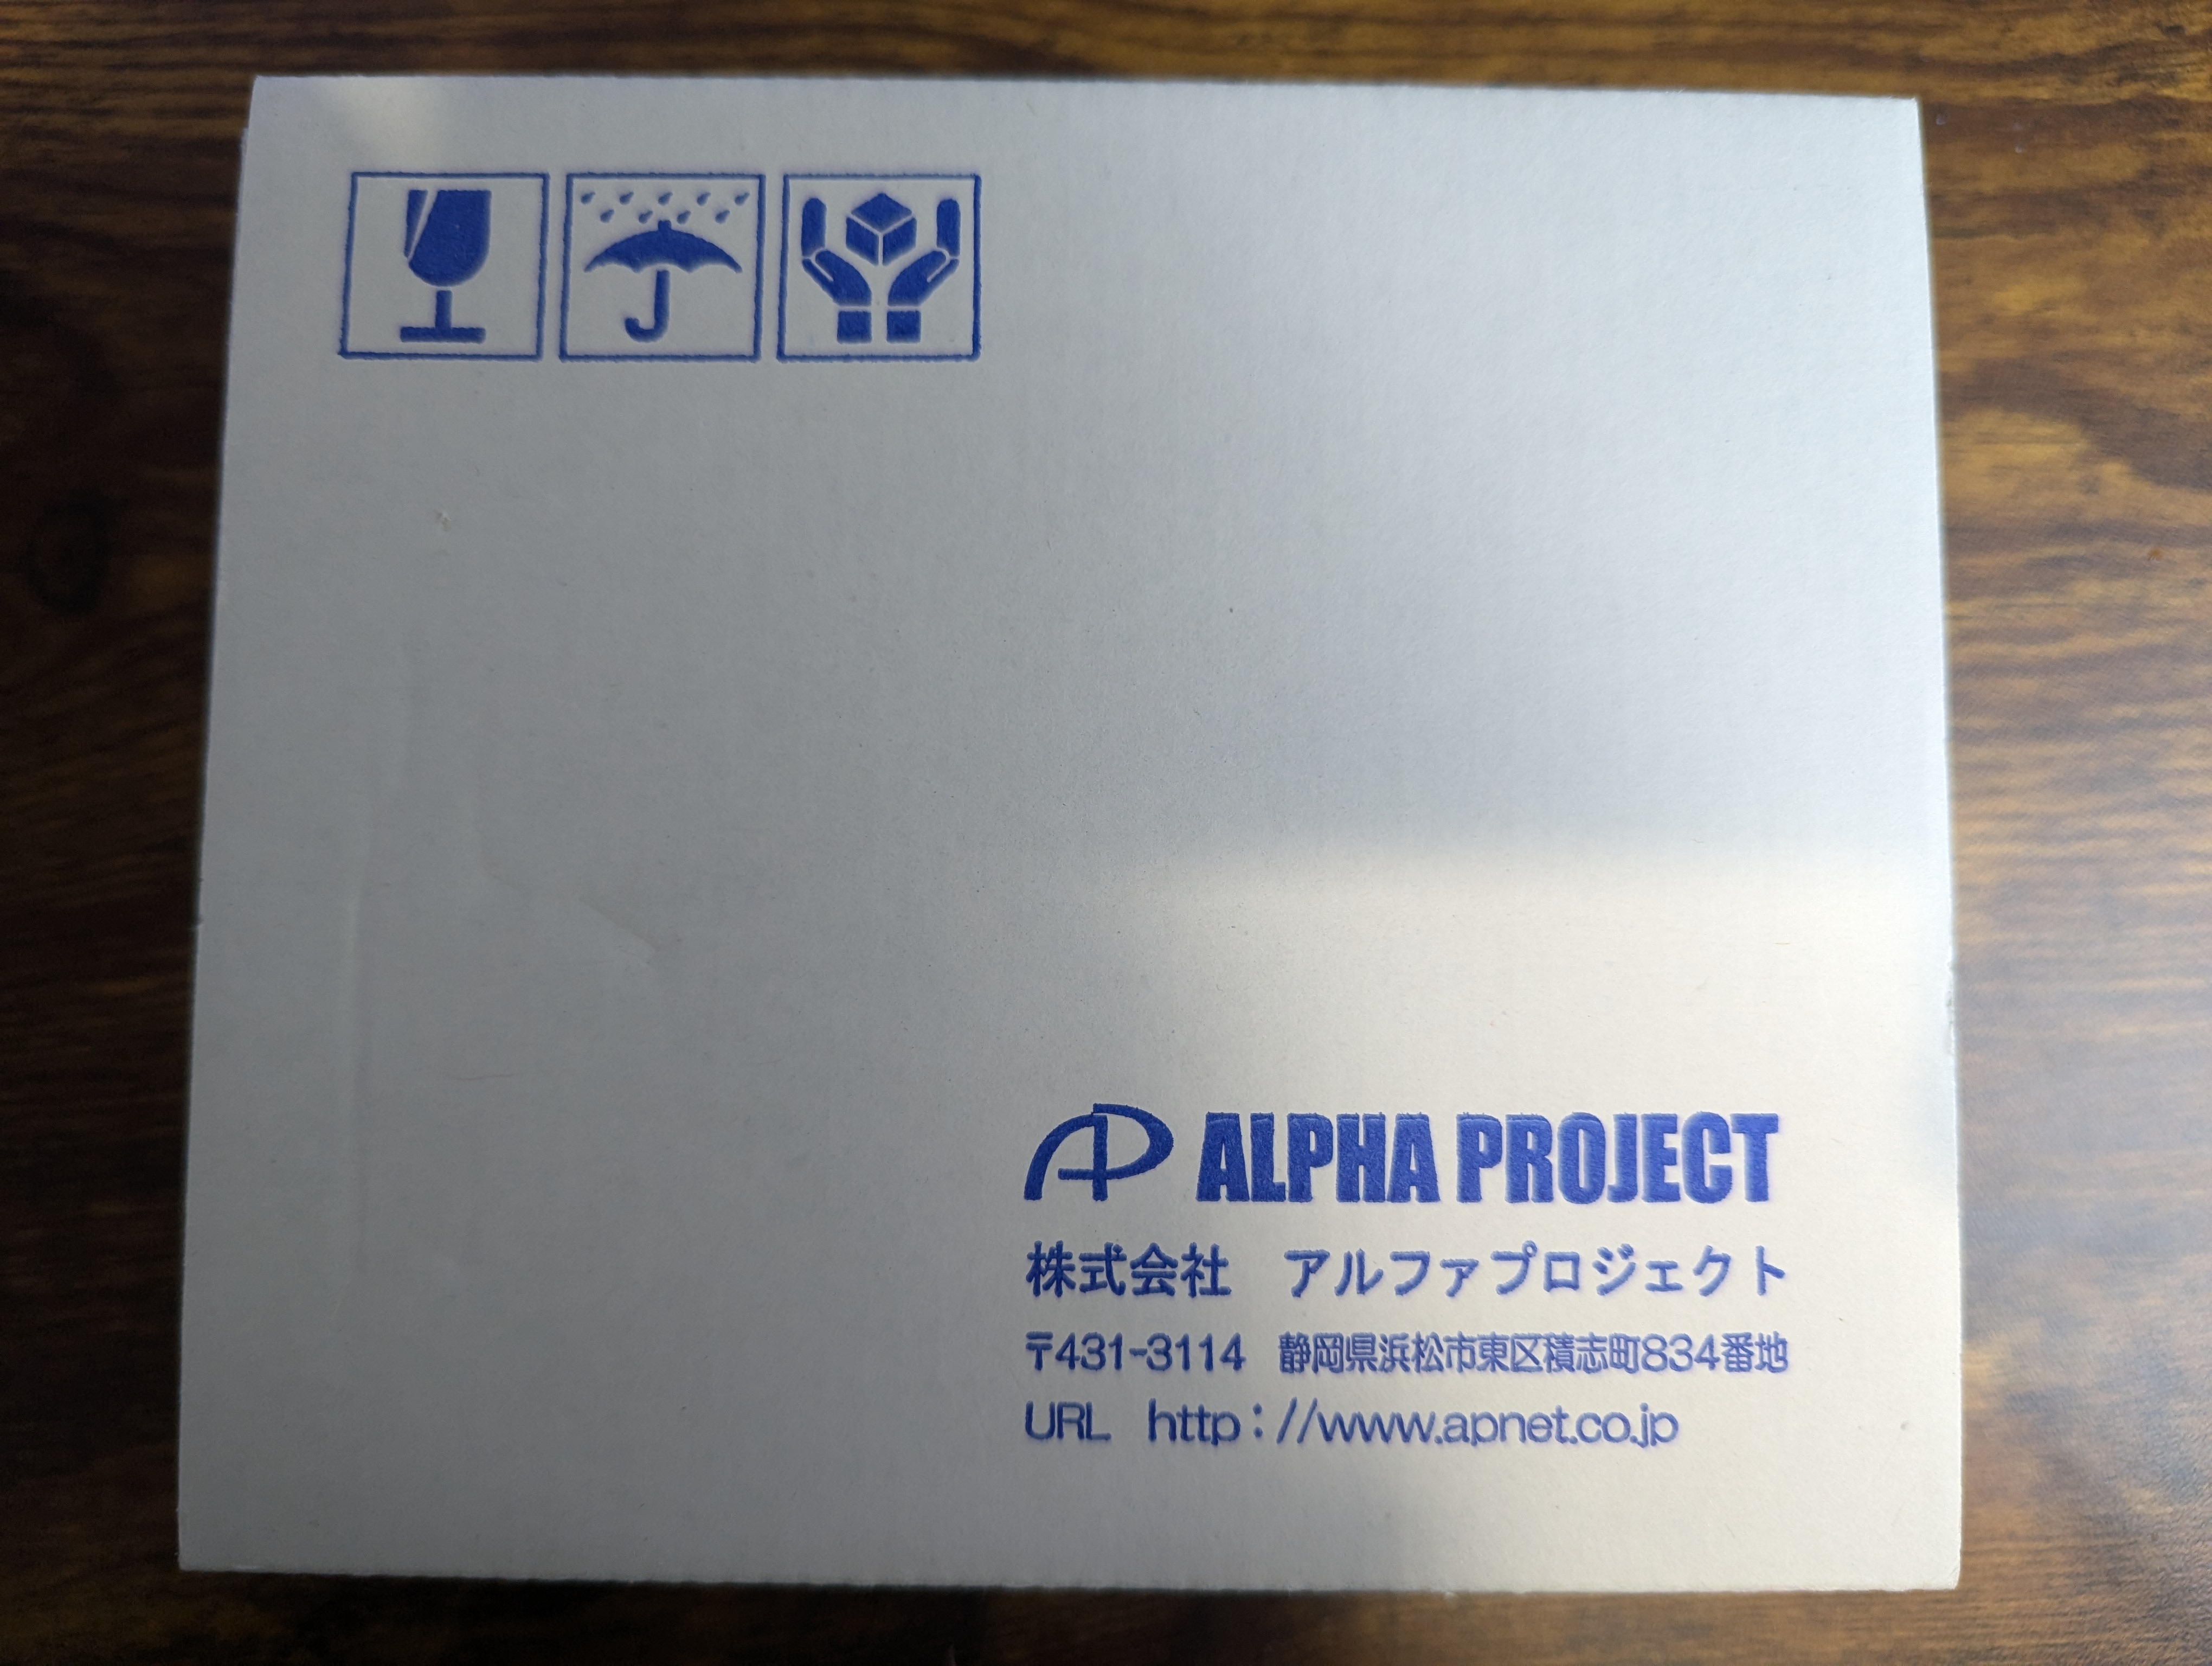 AP ALPHA PROJECT
株式会社　アルファプロジェクト
〒431-3114　静岡県浜松市東区積志町834番地
URL　http://www.apnet.co.jp